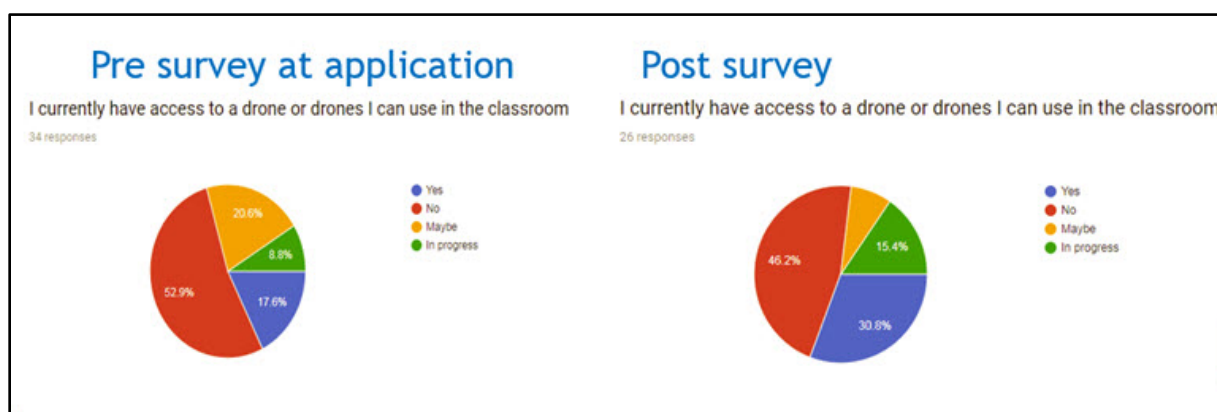 Pre survey at application
I currently have access to a drone or drones I can use in the classroom
34 responses
20.6%
8.8%
52.9%
17.6%
Yes
No
Maybe
In progress
Post survey
I currently have access to a drone or drones I can use in the classroom
26 responses
46.2%
15.4%
30.8%
Yes
No
Maybe
In progress